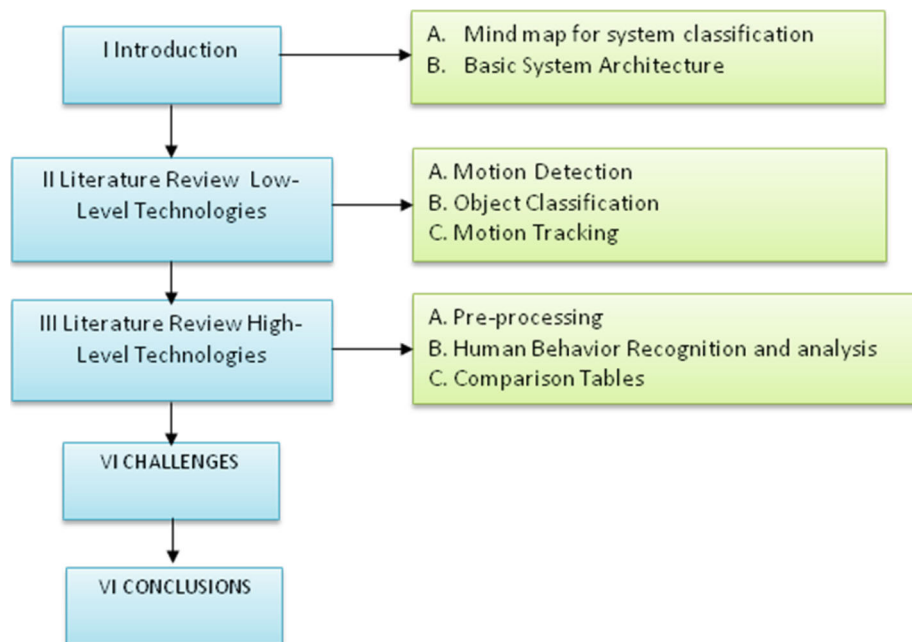 I Introduction
A. Mind map for system classification
B. Basic System Architecture
II Literature Review Low-
Level Technologies
A. Motion Detection
B. Object Classification
C. Motion Tracking
III Literature Review High-
Level Technologies
A. Pre-processing
B. Human Behavior Recognition and analysis
C. Comparison Tables
VI CHALLENGES
VI CONCLUSIONS